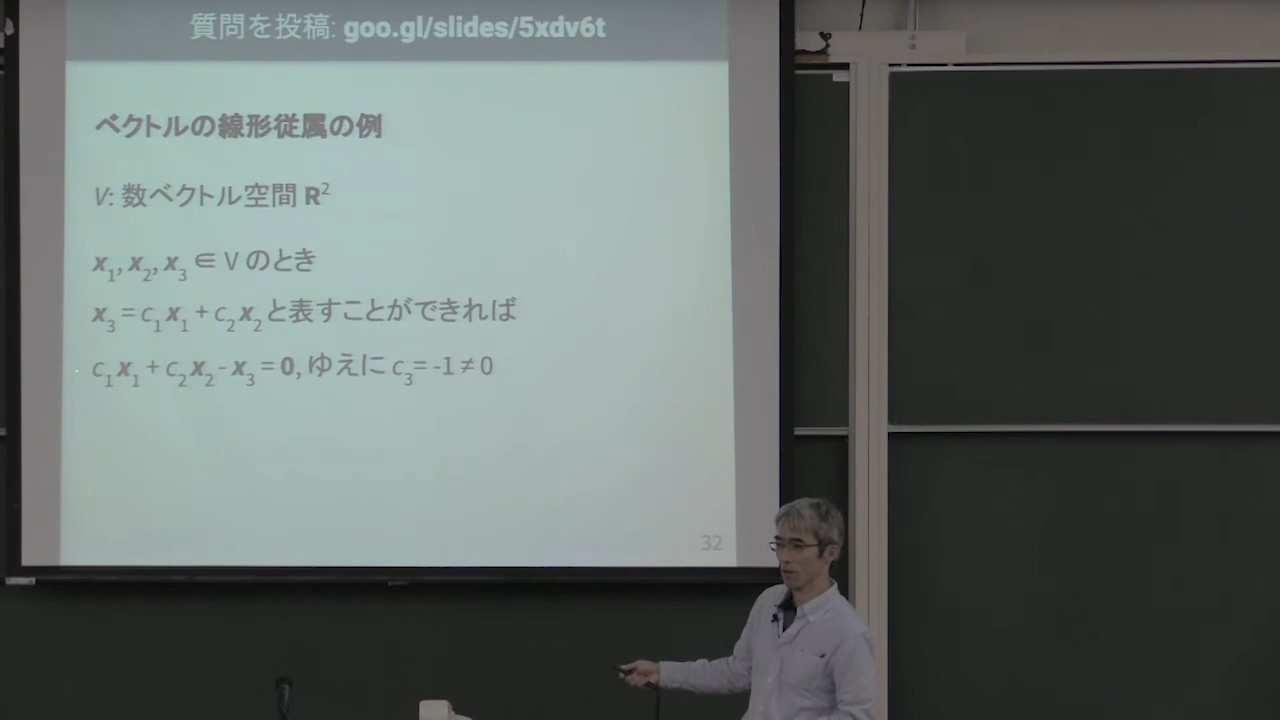 質問を投稿: goo.gl/slides/5xdv6t
ベクトルの線形従属の例
V: 数ベクトル空間 R²
x₁, x₂, x₃ ∈ V のとき
x₃ = c₁x₁ + c₂x₂ と表すことができれば
c₁x₁ + c₂x₂ - x₃ = 0, ゆえに c₃= -1 ≠ 0
32